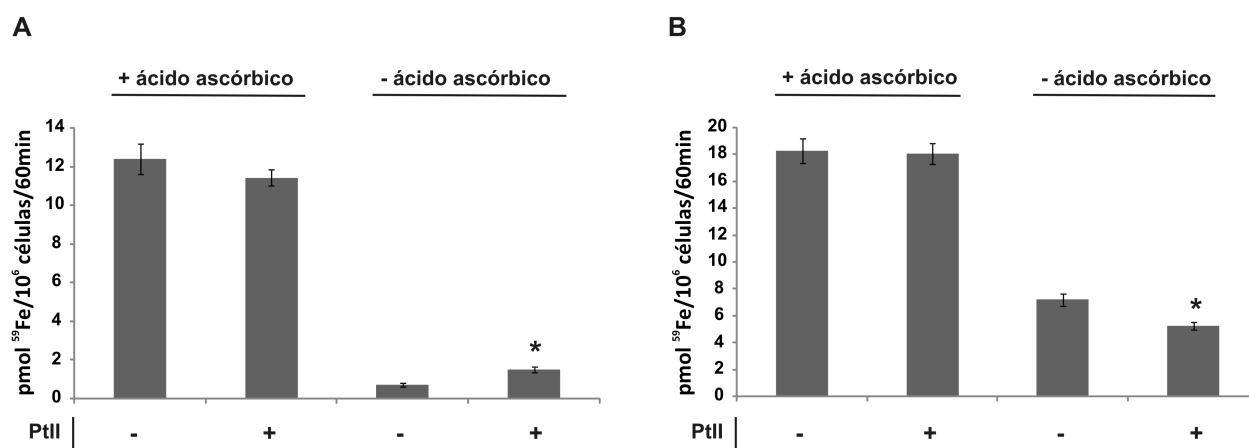 A
+ ácido ascórbico - ácido ascórbico
pmol ⁵⁹Fe/10⁶ células/60min
14
12
10
8
6
4
2
0
*
PtII - + - +
B
+ ácido ascórbico - ácido ascórbico
pmol ⁵⁹Fe/10⁶ células/60min
20
18
16
14
12
10
8
6
4
2
0
*
PtII - + - +